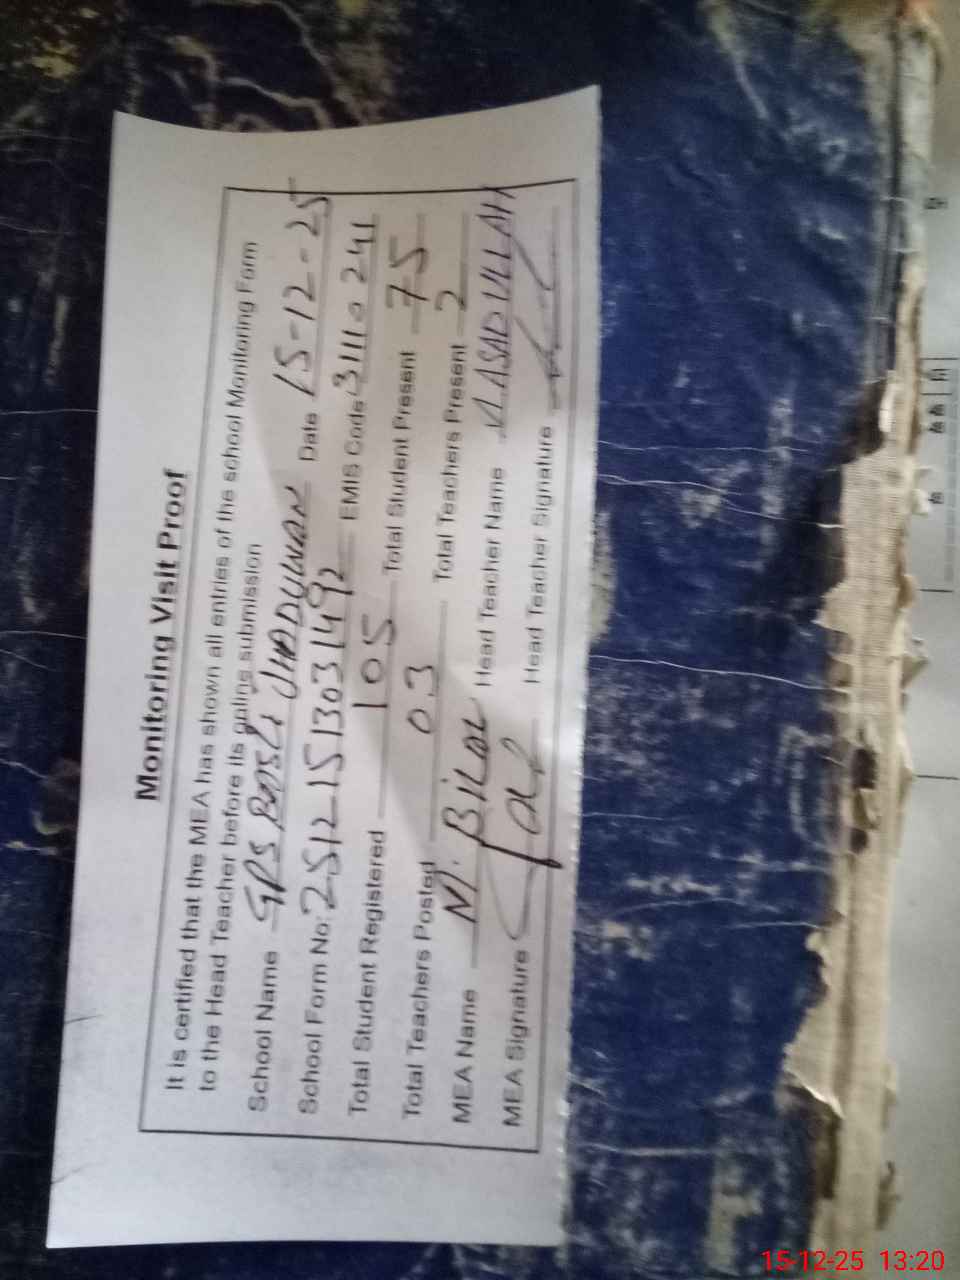 Monitoring Visit Proof
It is certified that the MEA has shown all entries of the school Monitoring Form
to the Head Teacher before its online submission
School Name GPS Basti JHADUWAN Date 15-12-25
School Form No: 25121513031492 EMIS Code 31110241
Total Student Registered 105 Total Student Present 75
Total Teachers Posted 03 Total Teachers Present 2
MEA Name M. Bilal Head Teacher Name ASADULLAH
MEA Signature Head Teacher Signature
15-12-25 13:20